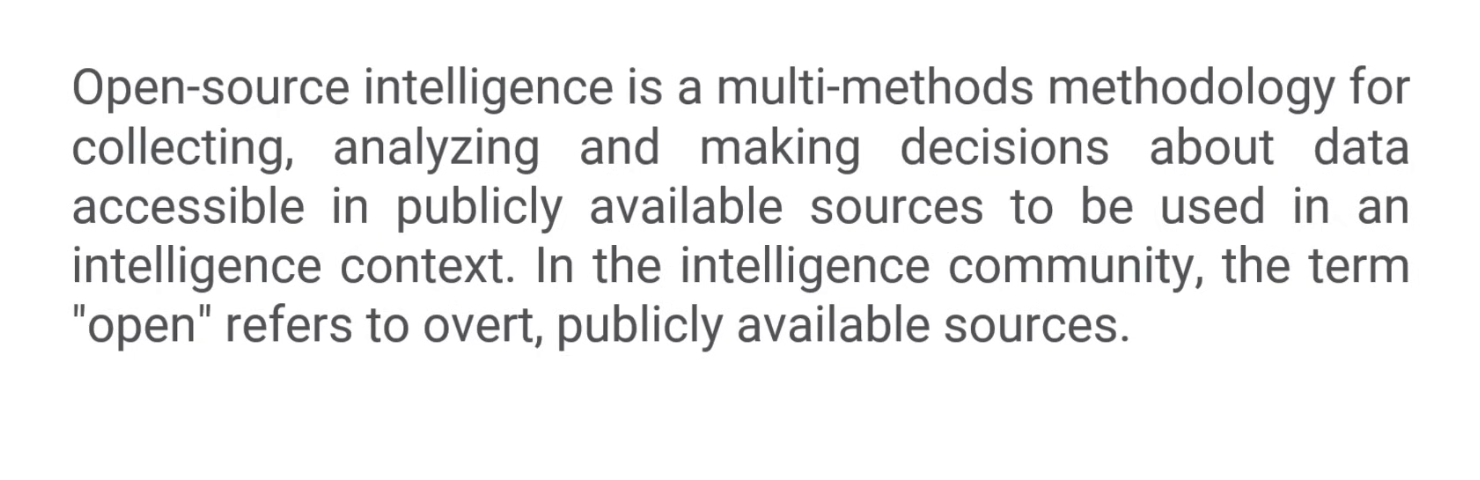 Open-source intelligence is a multi-methods methodology for
collecting, analyzing and making decisions about data
accessible in publicly available sources to be used in an
intelligence context. In the intelligence community, the term
"open" refers to overt, publicly available sources.